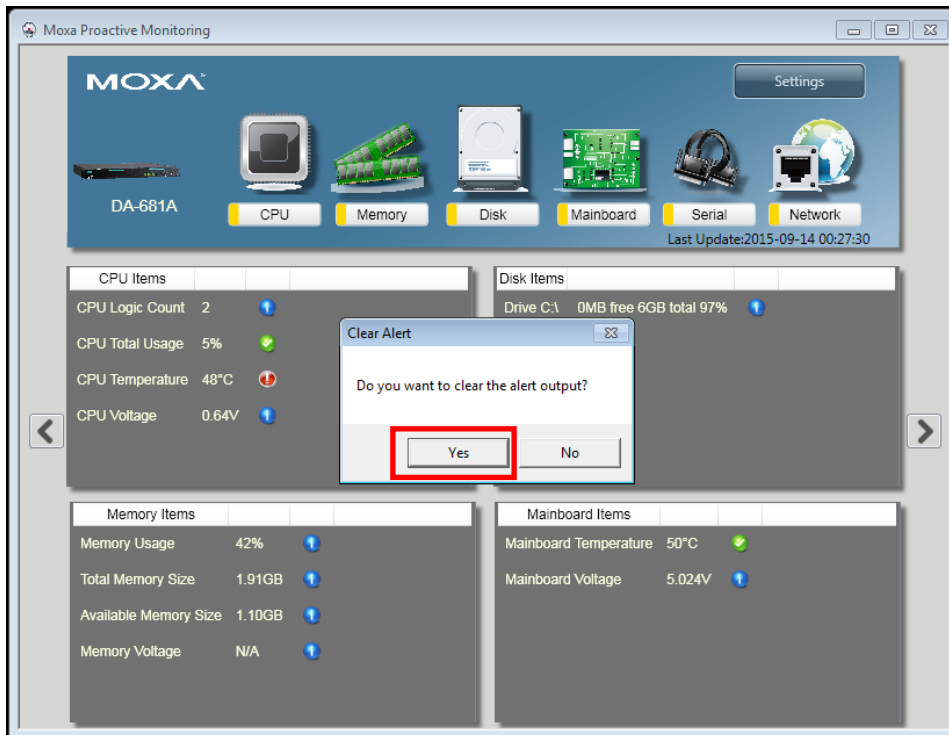 Moxa Proactive Monitoring
MOXA
Settings
DA-681A
CPU Memory Disk Mainboard Serial Network
Last Update:2015-09-14 00:27:30
CPU Items
CPU Logic Count 2
CPU Total Usage 5%
CPU Temperature 48°C
CPU Voltage 0.64V
Disk Items
Drive C:\ 0MB free 6GB total 97%
Clear Alert
Do you want to clear the alert output?
Yes No
Memory Items
Memory Usage 42%
Total Memory Size 1.91GB
Available Memory Size 1.10GB
Memory Voltage N/A
Mainboard Items
Mainboard Temperature 50°C
Mainboard Voltage 5.024V